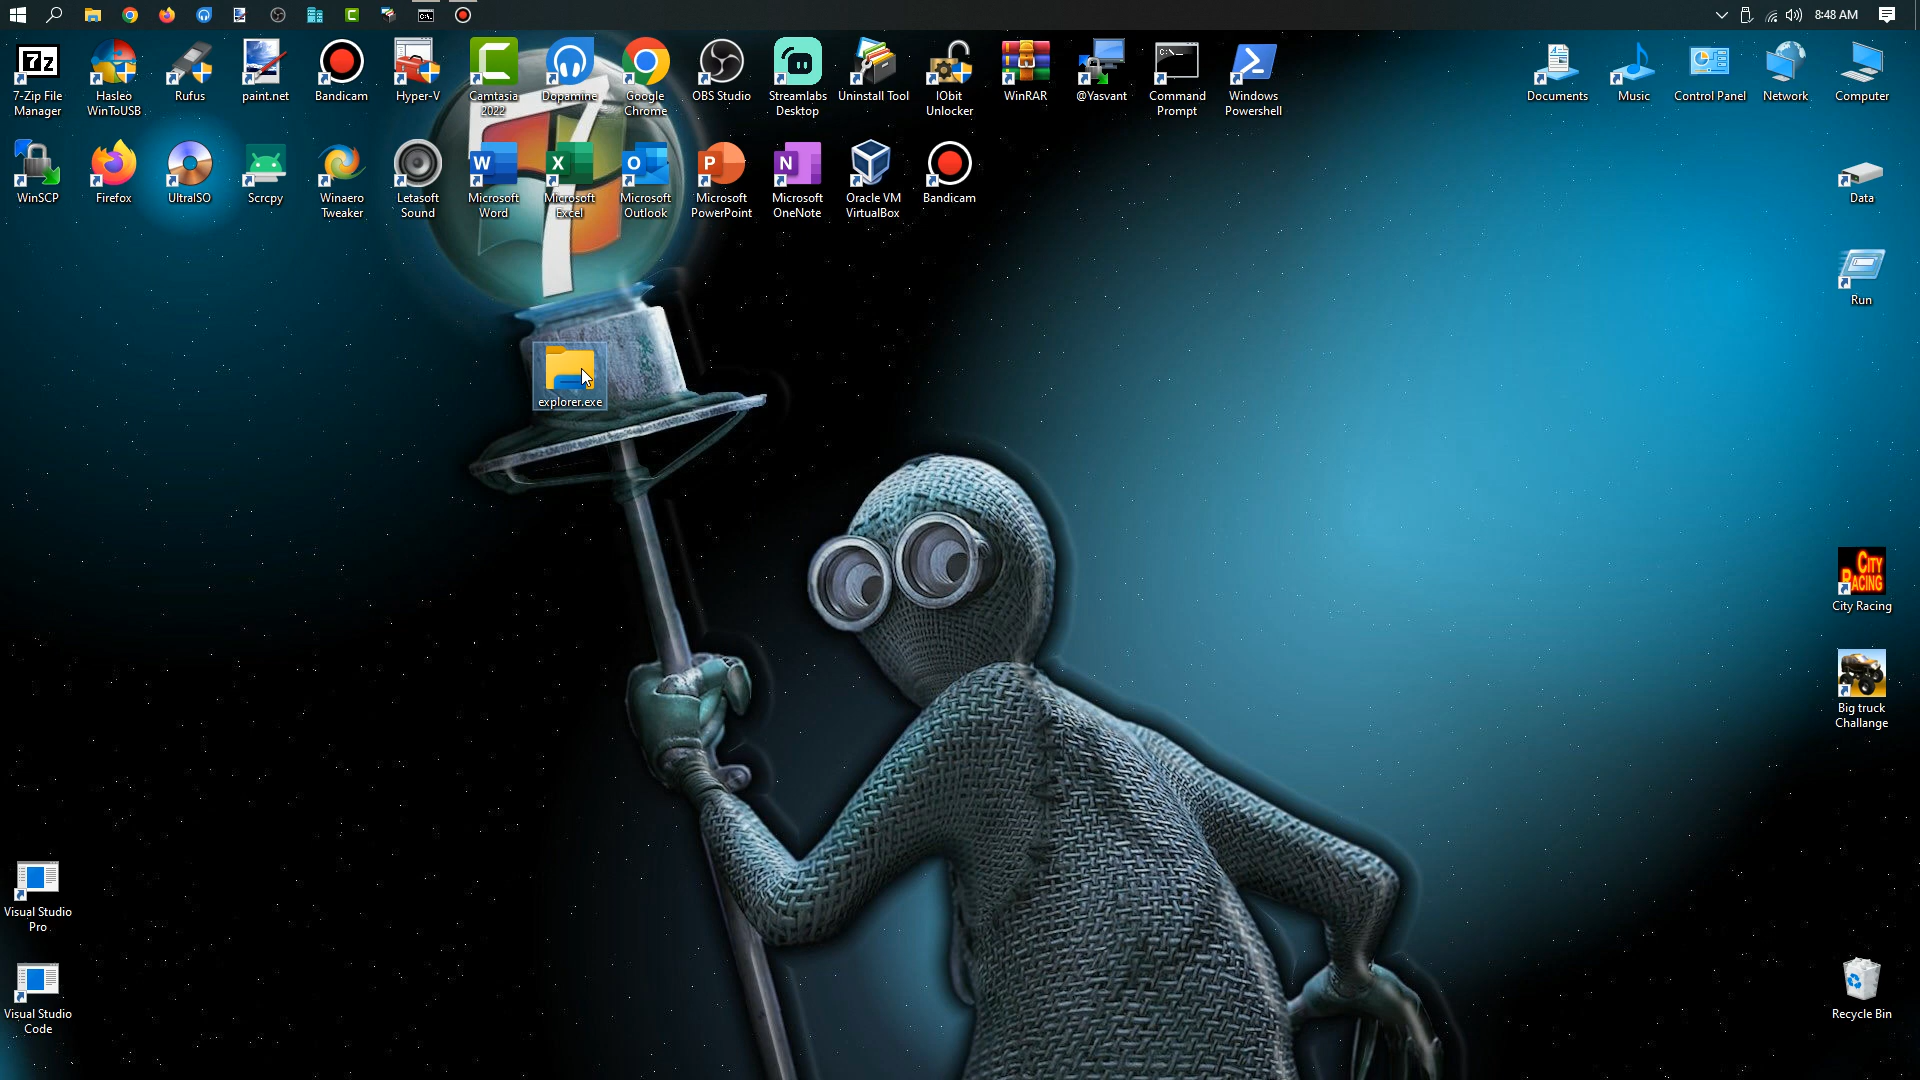 8:48 AM
7-Zip File
Manager
Hasleo
WinToUSB
Rufus
paint.net
Bandicam
Hyper-V
Camtasia
2022
Dopamine
Google
Chrome
OBS Studio
Streamlabs
Desktop
Uninstall Tool
IObit
Unlocker
WinRAR
@Yasvant
Command
Prompt
Windows
Powershell
Documents
Music
Control Panel
Network
Computer
WinSCP
Firefox
UltraISO
Scrcpy
Winaero
Tweaker
Letasoft
Sound
Microsoft
Word
Microsoft
Excel
Microsoft
Outlook
Microsoft
PowerPoint
Microsoft
OneNote
Oracle VM
VirtualBox
Bandicam
Data
Run
explorer.exe
CITY
RACING
City Racing
Big truck
Challange
Visual Studio
Pro
Visual Studio
Code
Recycle Bin